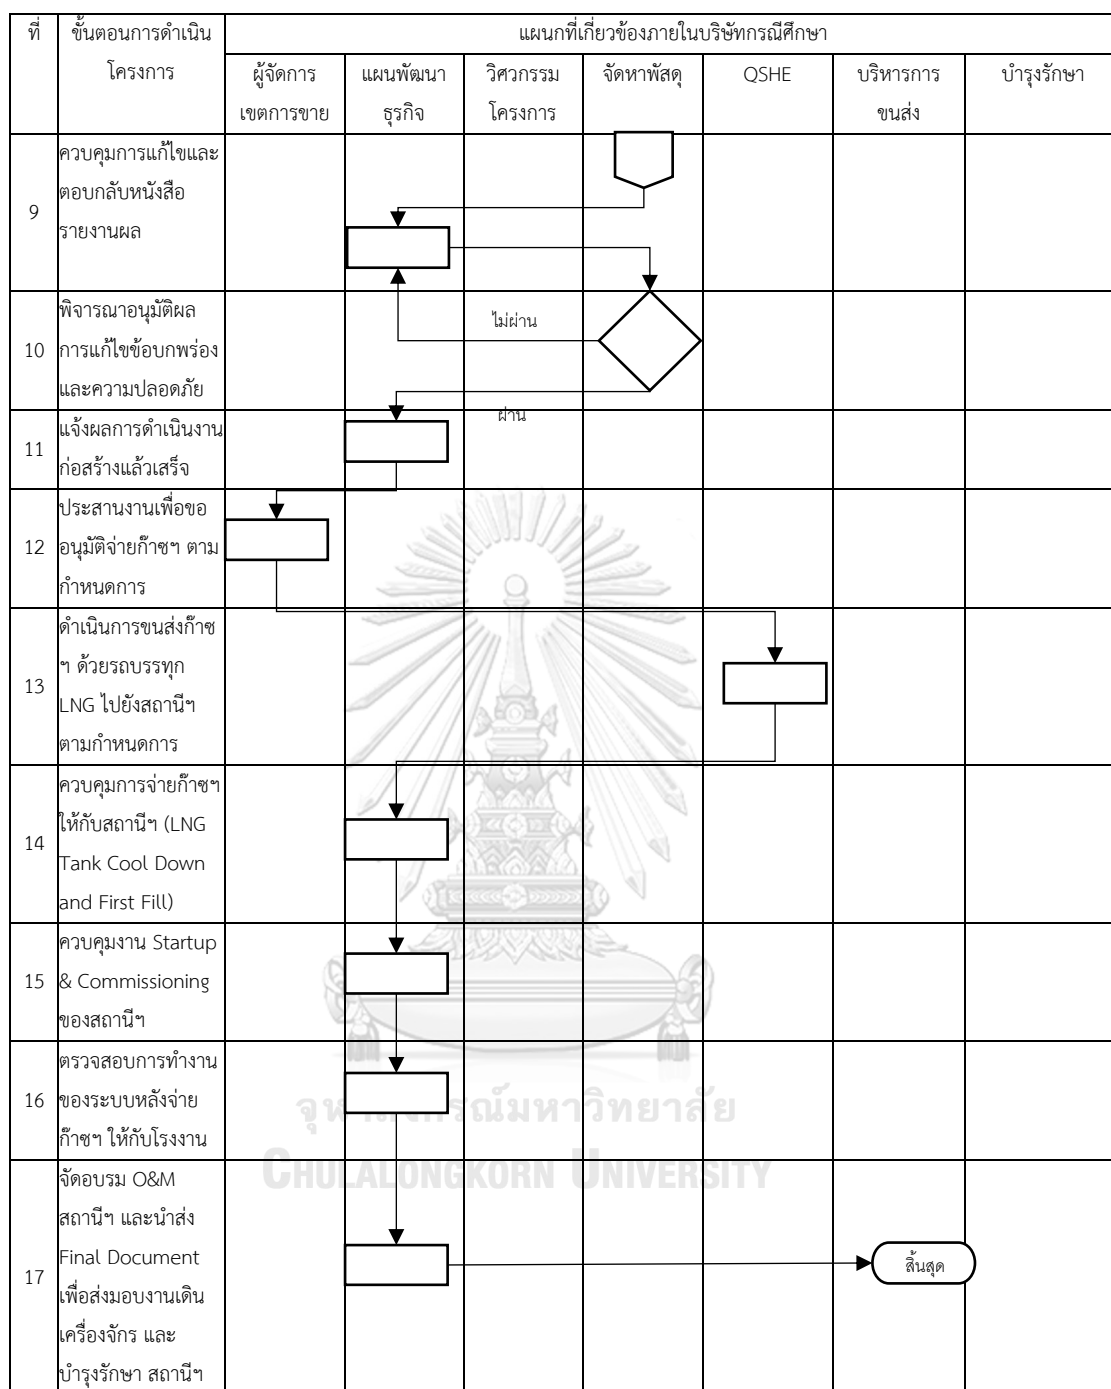 ที่
ขั้นตอนการดำเนิน
โครงการ
แผนกที่เกี่ยวข้องภายในบริษัทกรณีศึกษา
ผู้จัดการ
เขตการขาย
แผนพัฒนา
ธุรกิจ
วิศวกรรม
โครงการ
จัดหาพัสดุ
QSHE
บริหารการ
ขนส่ง
บำรุงรักษา
9
ควบคุมการแก้ไขและ
ตอบกลับหนังสือ
รายงานผล
10
พิจารณาอนุมัติผล
การแก้ไขข้อบกพร่อง
และความปลอดภัย
ไม่ผ่าน
ผ่าน
11
แจ้งผลการดำเนินงาน
ก่อสร้างแล้วเสร็จ
12
ประสานงานเพื่อขอ
อนุมัติจ่ายก๊าซฯ ตาม
กำหนดการ
13
ดำเนินการขนส่งก๊าซ
ฯ ด้วยรถบรรทุก
LNG ไปยังสถานีฯ
ตามกำหนดการ
14
ควบคุมการจ่ายก๊าซฯ
ให้กับสถานีฯ (LNG
Tank Cool Down
and First Fill)
15
ควบคุมงาน Startup
& Commissioning
ของสถานีฯ
16
ตรวจสอบการทำงาน
ของระบบหลังจ่าย
ก๊าซฯ ให้กับโรงงาน
17
จัดอบรม O&M
สถานีฯ และนำส่ง
Final Document
เพื่อส่งมอบงานเดิน
เครื่องจักร และ
บำรุงรักษา สถานีฯ
สิ้นสุด
จุฬาลงกรณ์มหาวิทยาลัย
CHULALONGKORN UNIVERSITY